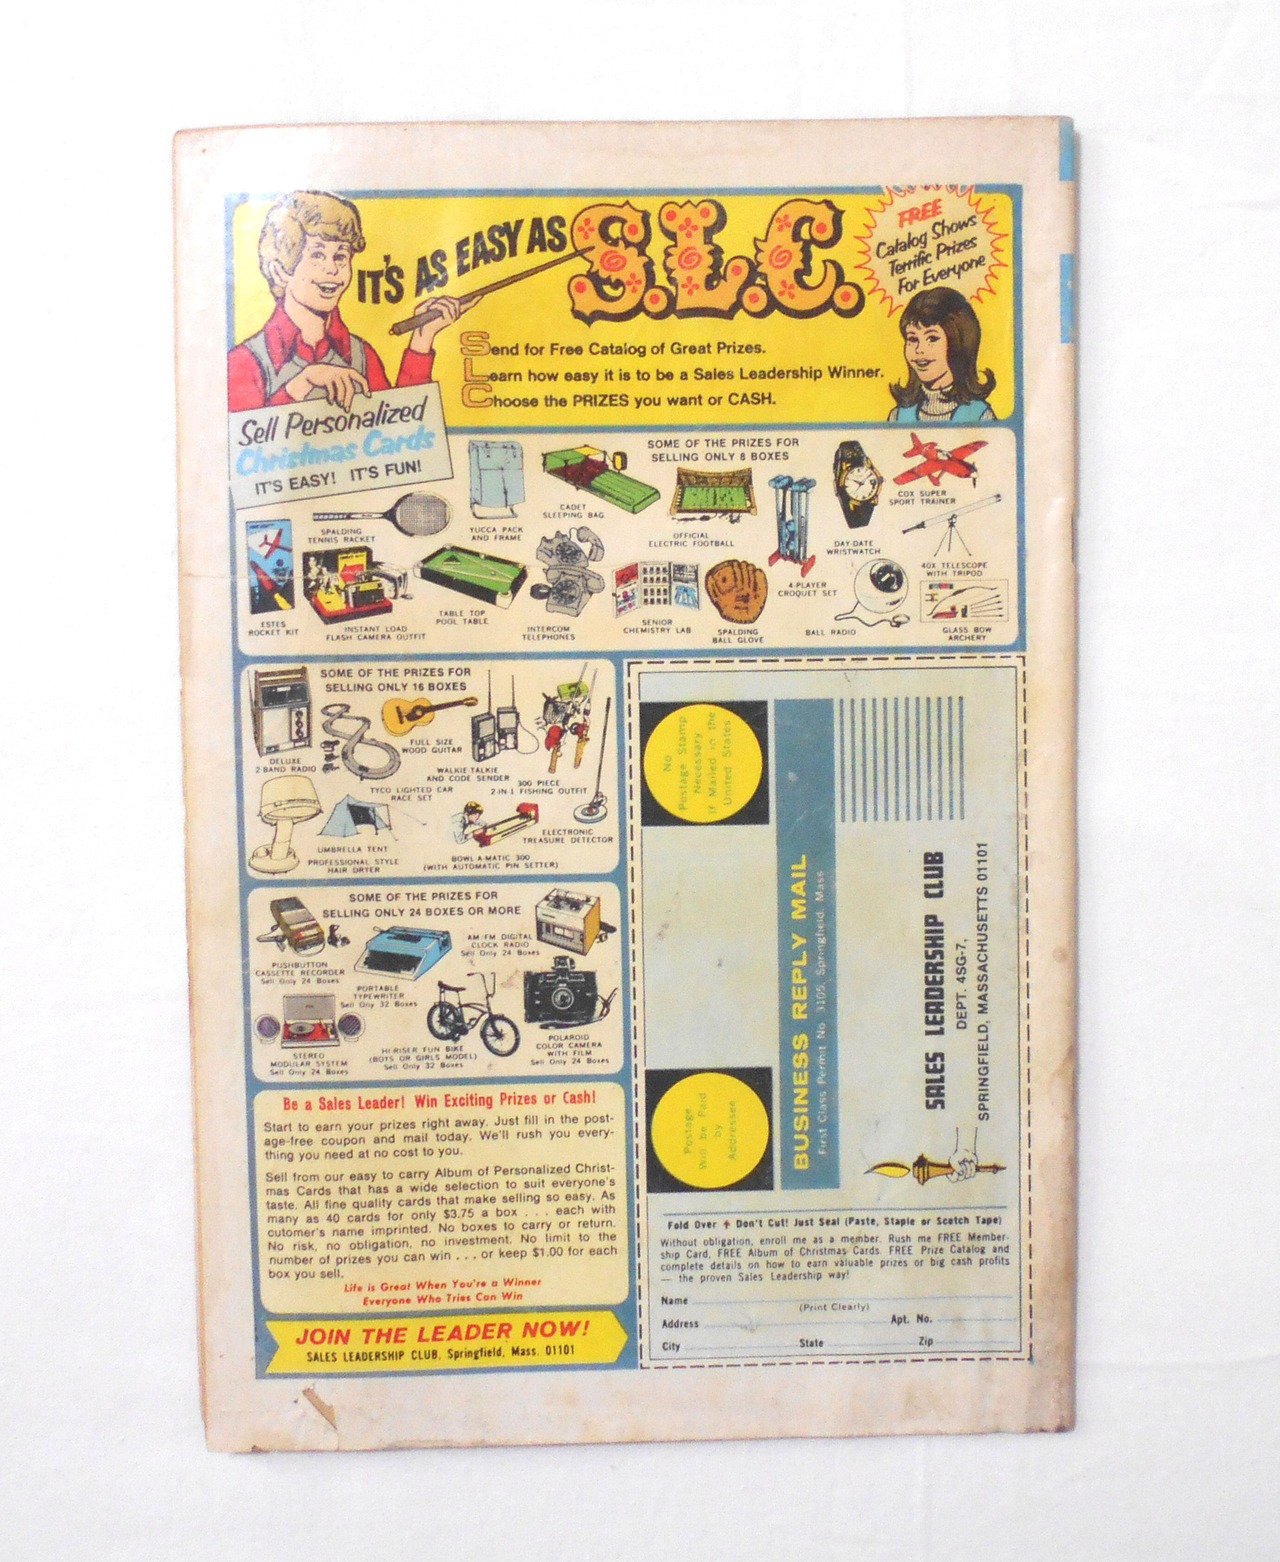 IT'S AS EASY AS
S.L.C.
FREE
Catalog Shows
Terrific Prizes
For Everyone
Send for Free Catalog of Great Prizes.
Learn how easy it is to be a Sales Leadership Winner.
Choose the PRIZES you want or CASH.
Sell Personalized
Christmas Cards
IT'S EASY! IT'S FUN!
SOME OF THE PRIZES FOR
SELLING ONLY 8 BOXES
SPALDING
TENNIS RACKET
YUCCA PACK
AND FRAME
CADET
SLEEPING BAG
OFFICIAL
ELECTRIC FOOTBALL
DAY-DATE
WRISTWATCH
COX SUPER
SPORT TRAINER
40X TELESCOPE
WITH TRIPOD
ESTES
ROCKET KIT
INSTANT LOAD
FLASH CAMERA OUTFIT
TABLE TOP
POOL TABLE
INTERCOM
TELEPHONES
SENIOR
CHEMISTRY LAB
SPALDING
BALL GLOVE
4-PLAYER
CROQUET SET
BALL RADIO
GLASS BOW
ARCHERY
SOME OF THE PRIZES FOR
SELLING ONLY 16 BOXES
DELUXE
2-BAND RADIO
FULL SIZE
WOOD GUITAR
WALKIE-TALKIE
AND CODE SENDER
TYCO LIGHTED CAR
RACE SET
300 PIECE
2-IN-1 FISHING OUTFIT
UMBRELLA TENT
PROFESSIONAL STYLE
HAIR DRYER
BOWL-A-MATIC 300
(WITH AUTOMATIC PIN SETTER)
ELECTRONIC
TREASURE DETECTOR
SOME OF THE PRIZES FOR
SELLING ONLY 24 BOXES OR MORE
PUSHBUTTON
CASSETTE RECORDER
Sell Only 24 Boxes
PORTABLE
TYPEWRITER
Sell Only 32 Boxes
AM-FM DIGITAL
CLOCK RADIO
Sell Only 24 Boxes
STEREO
MODULAR SYSTEM
Sell Only 24 Boxes
HI-RISER FUN BIKE
(BOYS OR GIRLS MODEL)
Sell Only 32 Boxes
POLAROID
COLOR CAMERA
WITH FILM
Sell Only 24 Boxes
Be a Sales Leader! Win Exciting Prizes or Cash!
Start to earn your prizes right away. Just fill in the post-
age-free coupon and mail today. We'll rush you every-
thing you need at no cost to you.
Sell from our easy to carry Album of Personalized Christ-
mas Cards that has a wide selection to suit everyone's
taste. All fine quality cards that make selling so easy. As
many as 40 cards for only $3.75 a box . . . each with
cutomer's name imprinted. No boxes to carry or return.
No risk, no obligation, no investment. No limit to the
number of prizes you can win . . . or keep $1.00 for each
box you sell.
Life is Great When You're a Winner
Everyone Who Tries Can Win
JOIN THE LEADER NOW!
SALES LEADERSHIP CLUB, Springfield, Mass. 01101
No
Postage Stamp
Necessary
If Mailed in the
United States
BUSINESS REPLY MAIL
First Class Permit No. 3105, Springfield, Mass.
Postage
Will be Paid
by
Addressee
SALES LEADERSHIP CLUB
DEPT. 4SG-7,
SPRINGFIELD, MASSACHUSETTS 01101
Fold Over ↑ Don't Cut! Just Seal (Paste, Staple or Scotch Tape)
Without obligation, enroll me as a member. Rush me FREE Member-
ship Card, FREE Album of Christmas Cards, FREE Prize Catalog and
complete details on how to earn valuable prizes or big cash profits
— the proven Sales Leadership way!
Name
(Print Clearly)
Address Apt. No.
City State Zip